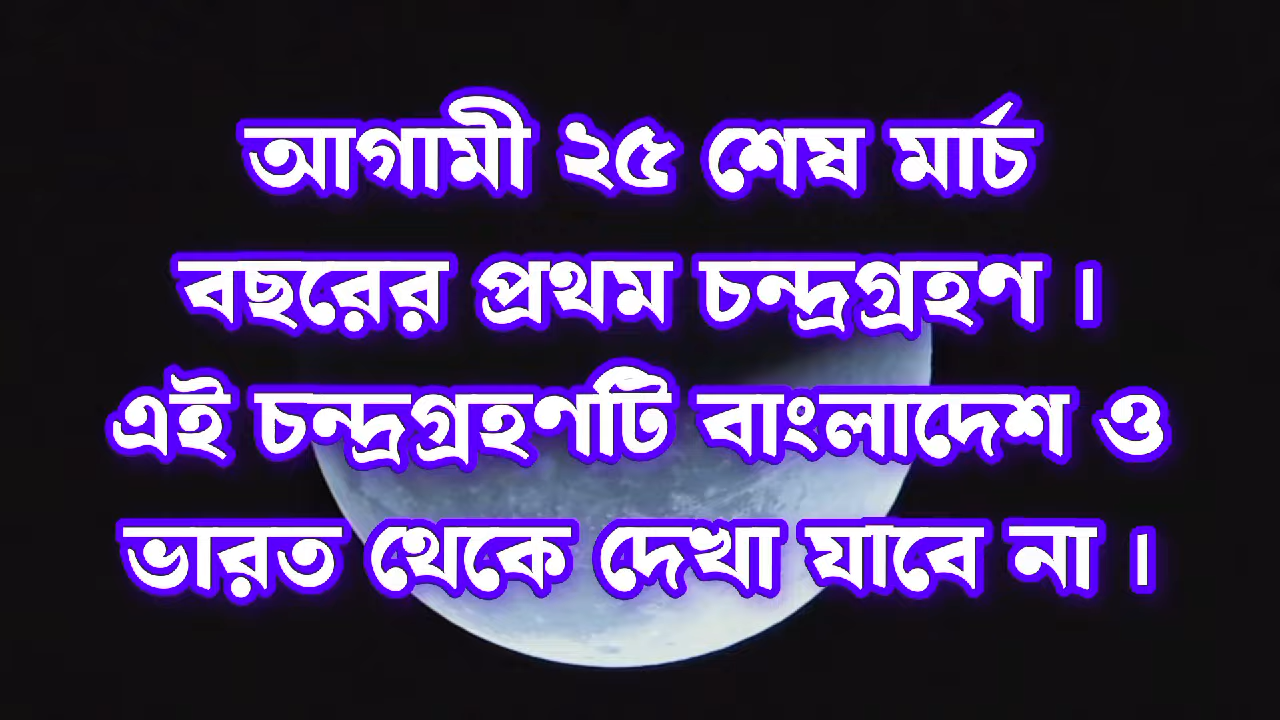 আগামী ২৫ শেষ মার্চ
বছরের প্রথম চন্দ্রগ্রহণ ।
এই চন্দ্রগ্রহণটি বাংলাদেশ ও
ভারত থেকে দেখা যাবে না ।